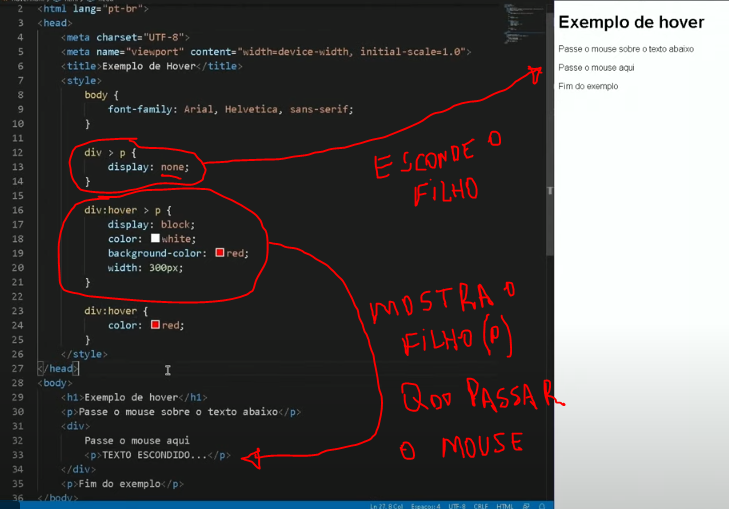 2 <html lang="pt-br">
3 <head>
4 <meta charset="UTF-8">
5 <meta name="viewport" content="width=device-width, initial-scale=1.0">
6 <title>Exemplo de Hover</title>
7 <style>
8 body {
9 font-family: Arial, Helvetica, sans-serif;
10 }
11
12 div > p {
13 display: none;
14 }
15
16 div:hover > p {
17 display: block;
18 color: white;
19 background-color: red;
20 width: 300px;
21 }
22
23 div:hover {
24 color: red;
25 }
26 </style>
27 </head>
28 <body>
29 <h1>Exemplo de hover</h1>
30 <p>Passe o mouse sobre o texto abaixo</p>
31 <div>
32 Passe o mouse aqui
33 <p>TEXTO ESCONDIDO...</p>
34 </div>
35 <p>Fim do exemplo</p>
36 </body>
Ln 27, Col 8 Espaços: 4 UTF-8 CRLF HTML
ESCONDE O
FILHO
MOSTRA O
FILHO (P)
QDO PASSAR
O MOUSE
Exemplo de hover
Passe o mouse sobre o texto abaixo
Passe o mouse aqui
Fim do exemplo